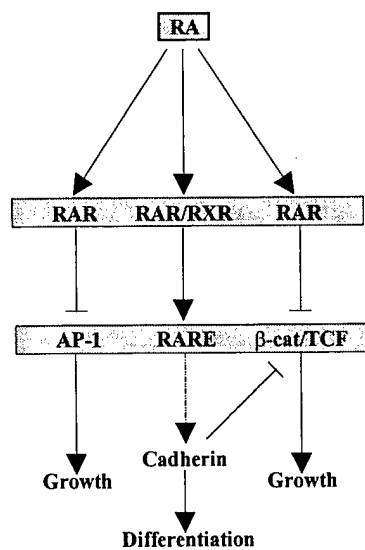 RA
RAR RAR/RXR RAR
AP-1 RARE β-cat/TCF
Cadherin
Growth Growth
Differentiation